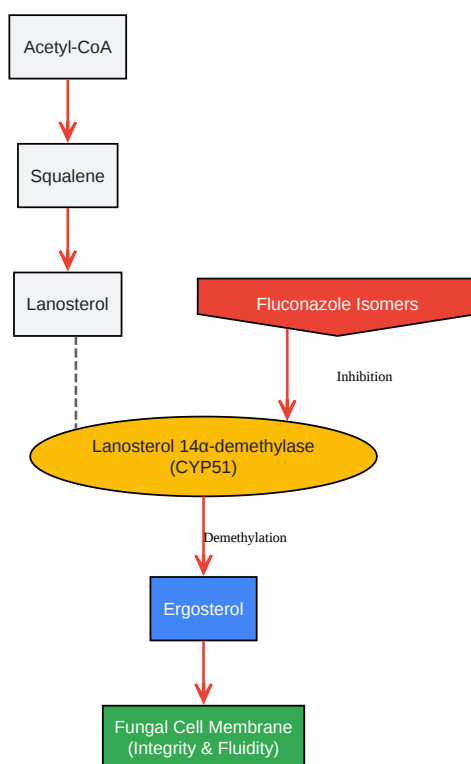 Acetyl-CoA
Squalene
Lanosterol
Fluconazole Isomers
Inhibition
Lanosterol 14α-demethylase
(CYP51)
Demethylation
Ergosterol
Fungal Cell Membrane
(Integrity & Fluidity)